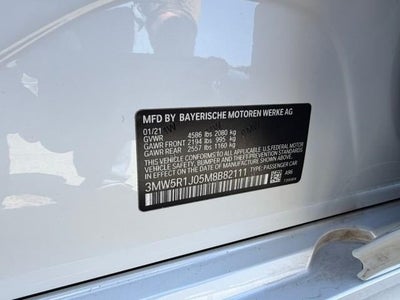 MFD BY BAYERISCHE MOTOREN WERKE AG
01/21
GVWR 4586 lbs 2080 kg
GAWR FRONT 2194 lbs 995 kg
GAWR REAR 2557 lbs 1160 kg
THIS VEHICLE CONFORMS TO ALL APPLICABLE U.S.FEDERAL MOTOR
VEHICLE SAFETY, BUMPER, AND THEFT PREVENTION STANDARDS
IN EFFECT ON THE DATE OF MANUFACTURE SHOWN ABOVE.
3MW5R1J05M8B82111 TYPE:PASSENGER CAR
A96